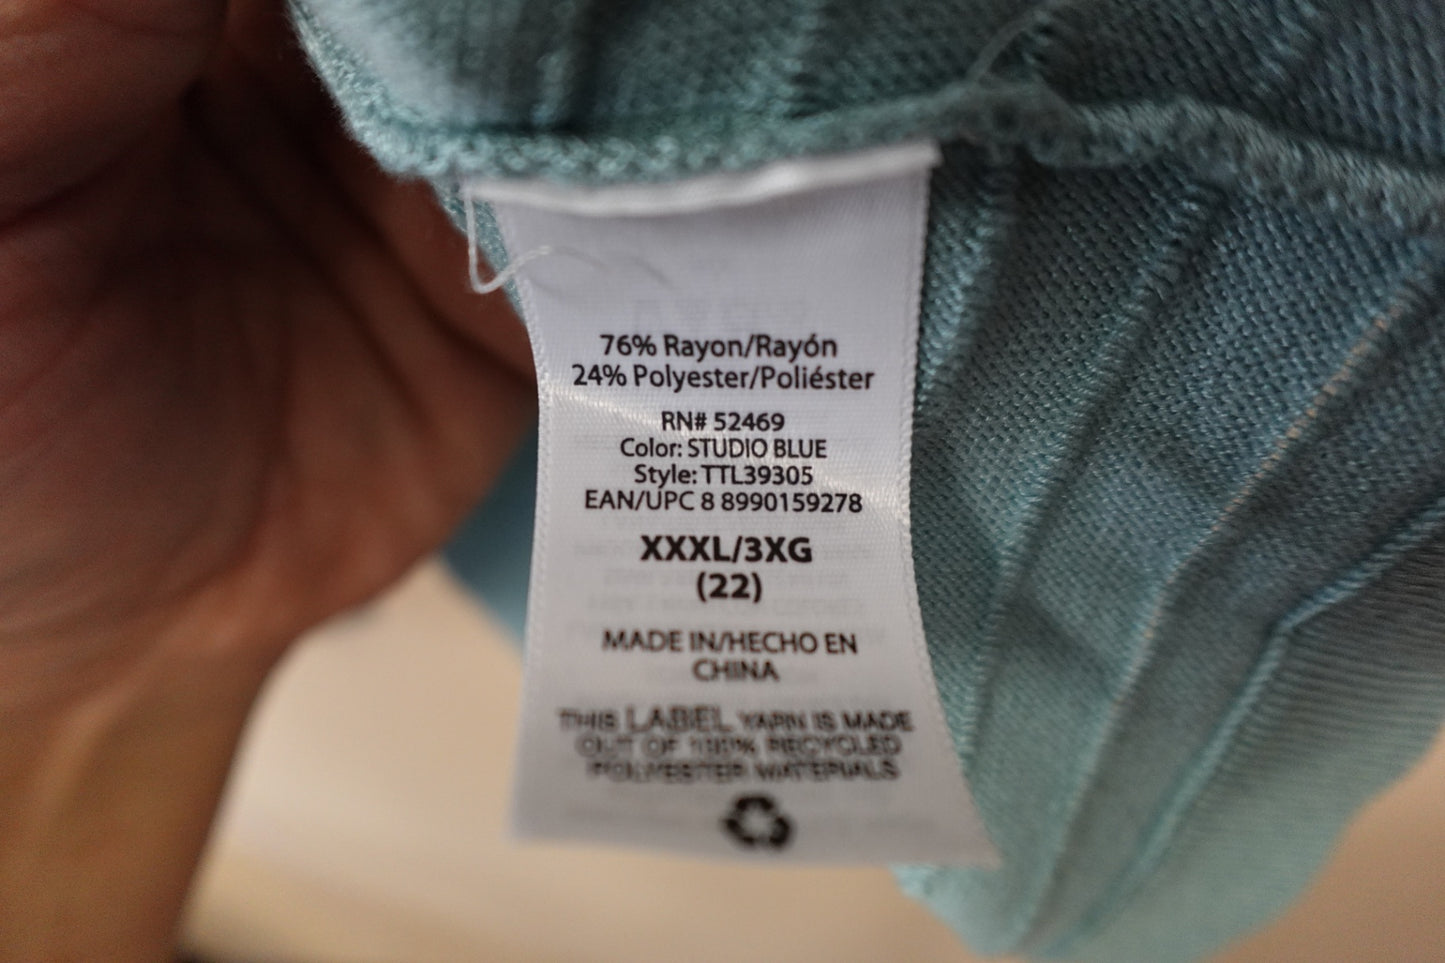 76% Rayon/Rayón
24% Polyester/Poliéster
RN# 52469
Color: STUDIO BLUE
Style: TTL39305
EAN/UPC 8 8990159278
XXXL/3XG
(22)
MADE IN/HECHO EN
CHINA
THIS LABEL YARN IS MADE
OUT OF 100% RECYCLED
POLYESTER MATERIALS